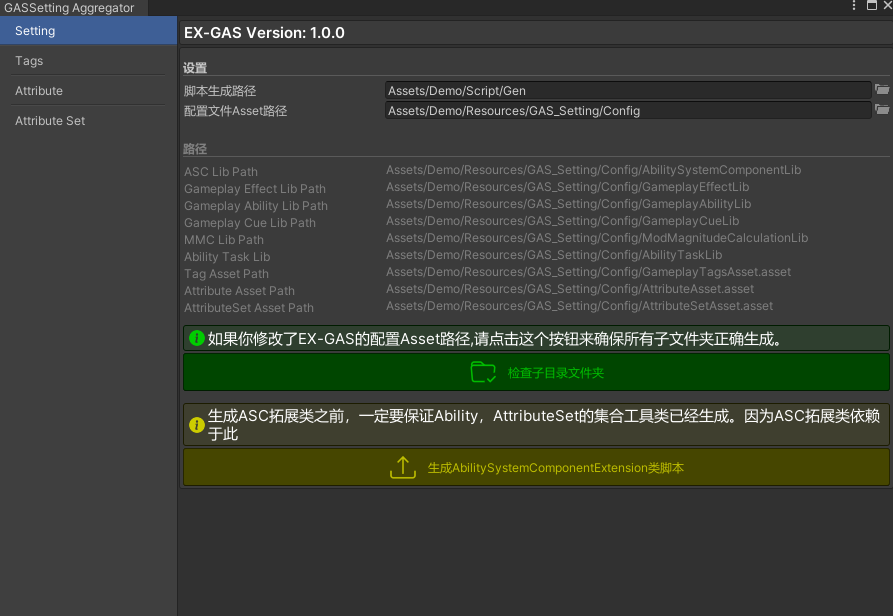 GASSetting Aggregator
Setting
Tags
Attribute
Attribute Set
EX-GAS Version: 1.0.0
设置
脚本生成路径 Assets/Demo/Script/Gen
配置文件Asset路径 Assets/Demo/Resources/GAS_Setting/Config
路径
ASC Lib Path Assets/Demo/Resources/GAS_Setting/Config/AbilitySystemComponentLib
Gameplay Effect Lib Path Assets/Demo/Resources/GAS_Setting/Config/GameplayEffectLib
Gameplay Ability Lib Path Assets/Demo/Resources/GAS_Setting/Config/GameplayAbilityLib
Gameplay Cue Lib Path Assets/Demo/Resources/GAS_Setting/Config/GameplayCueLib
MMC Lib Path Assets/Demo/Resources/GAS_Setting/Config/ModMagnitudeCalculationLib
Ability Task Lib Assets/Demo/Resources/GAS_Setting/Config/AbilityTaskLib
Tag Asset Path Assets/Demo/Resources/GAS_Setting/Config/GameplayTagsAsset.asset
Attribute Asset Path Assets/Demo/Resources/GAS_Setting/Config/AttributeAsset.asset
AttributeSet Asset Path Assets/Demo/Resources/GAS_Setting/Config/AttributeSetAsset.asset
如果你修改了EX-GAS的配置Asset路径,请点击这个按钮来确保所有子文件夹正确生成。
检查子目录文件夹
生成ASC拓展类之前，一定要保证Ability，AttributeSet的集合工具类已经生成。因为ASC拓展类依赖
于此
生成AbilitySystemComponentExtension类脚本